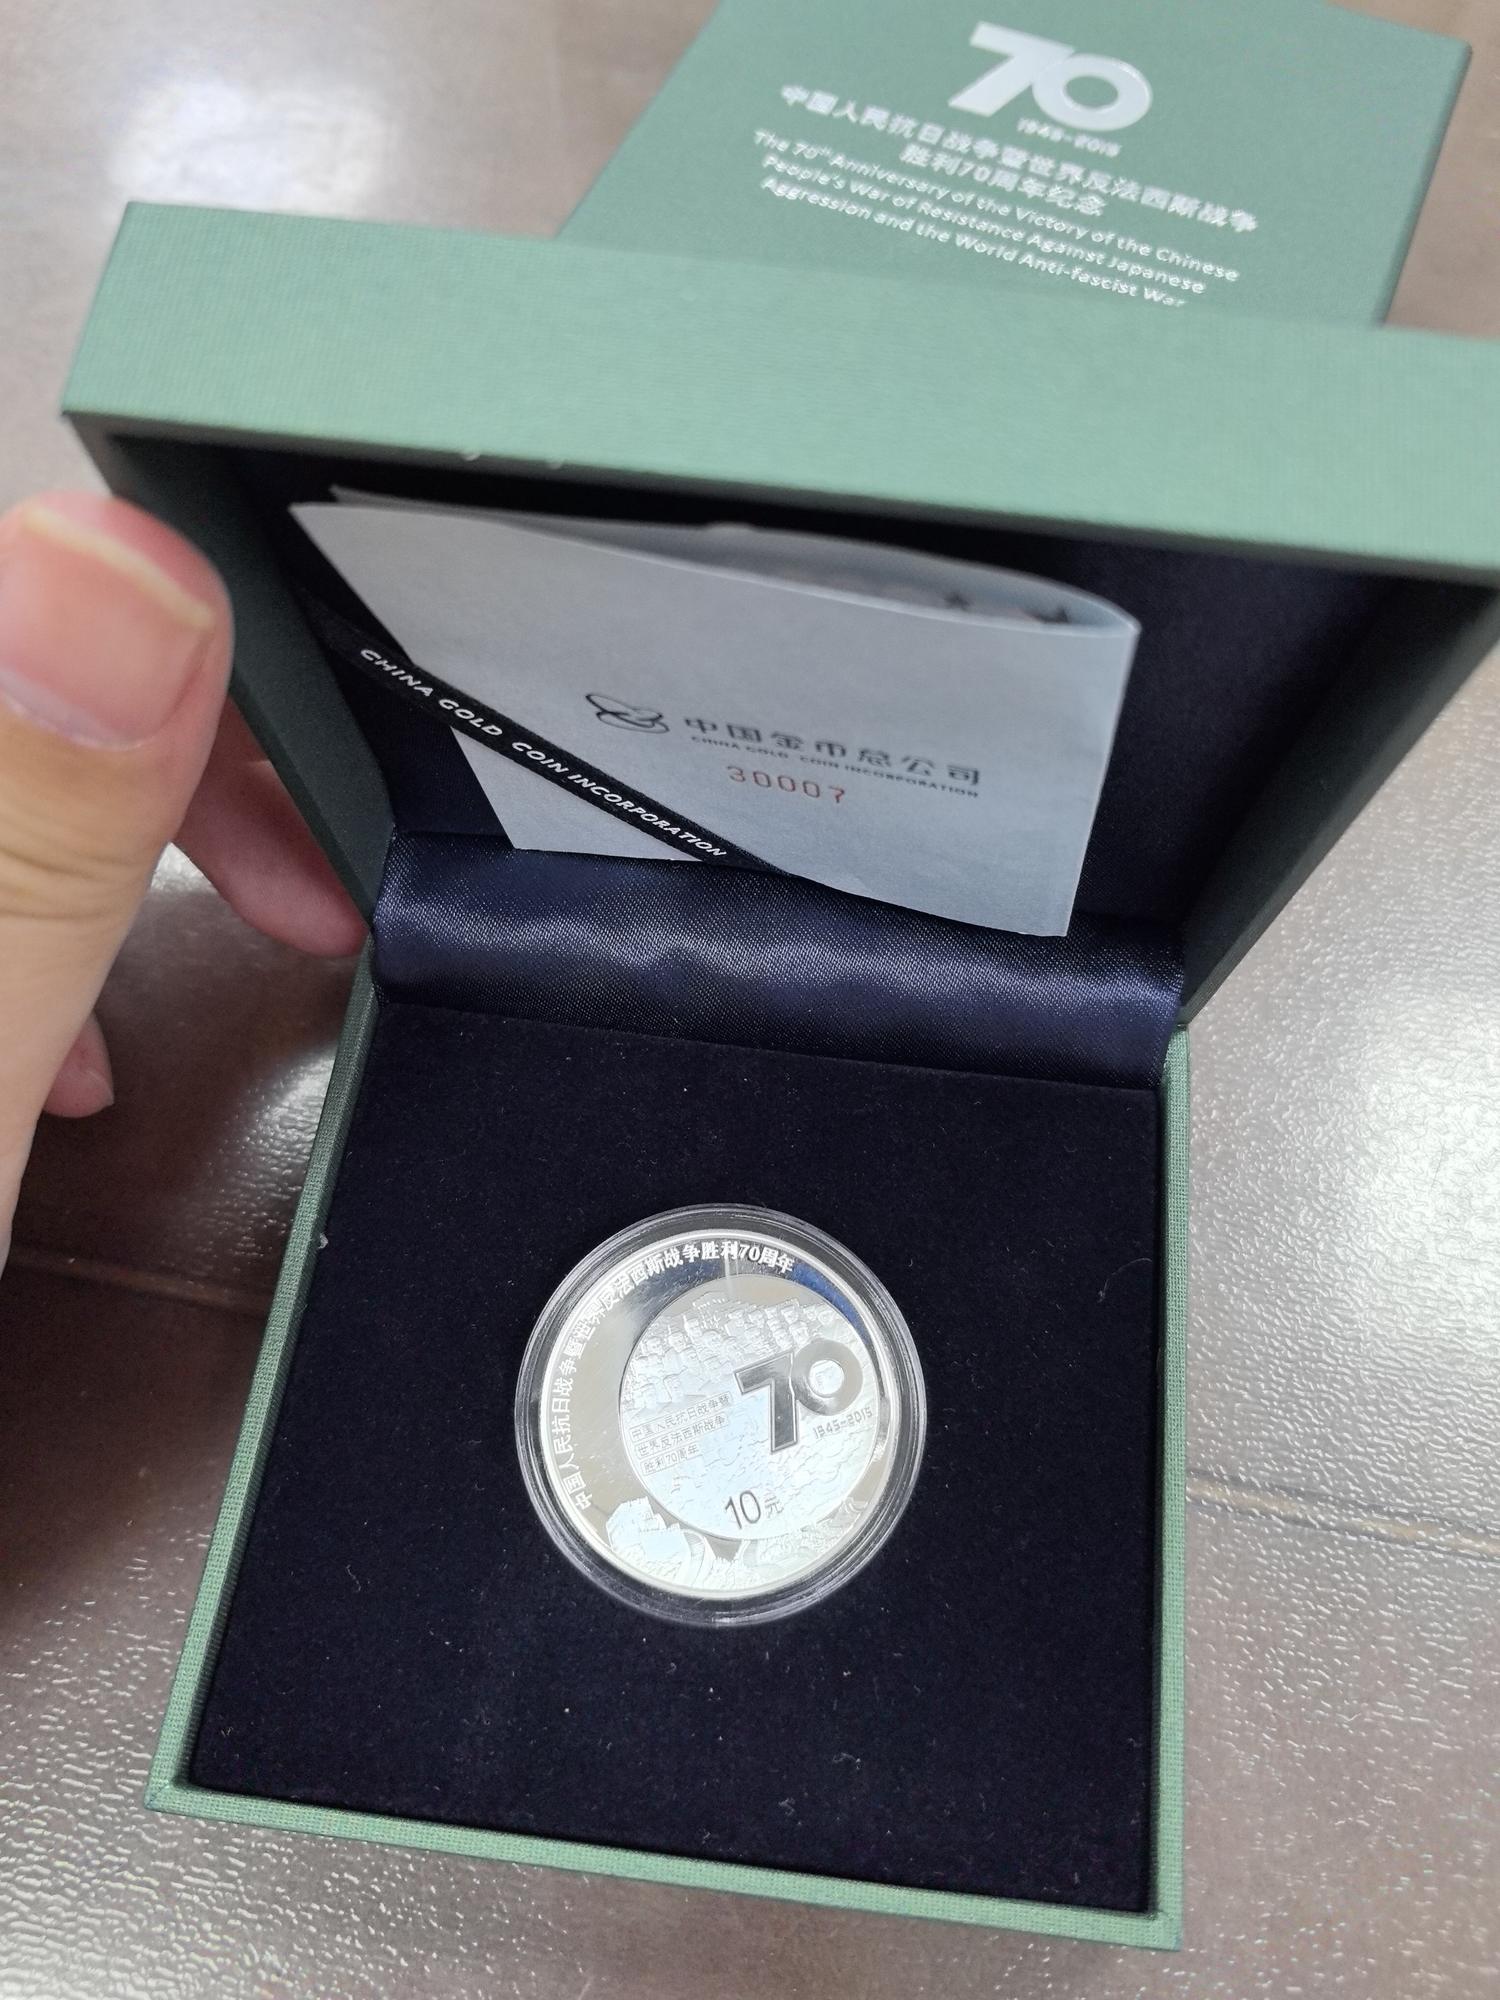 70
1945-2015
中国人民抗日战争暨世界反法西斯战争
胜利70周年纪念
The 70th Anniversary of the Victory of the Chinese
People's War of Resistance Against Japanese
Aggression and the World Anti-fascist War
CHINA GOLD COIN INCORPORATION
中国金币总公司
CHINA GOLD COIN INCORPORATION
30007
中国人民抗日战争暨世界反法西斯战争胜利70周年
70
1945-2015
中国人民抗日战争暨
世界反法西斯战争
胜利70周年
10元